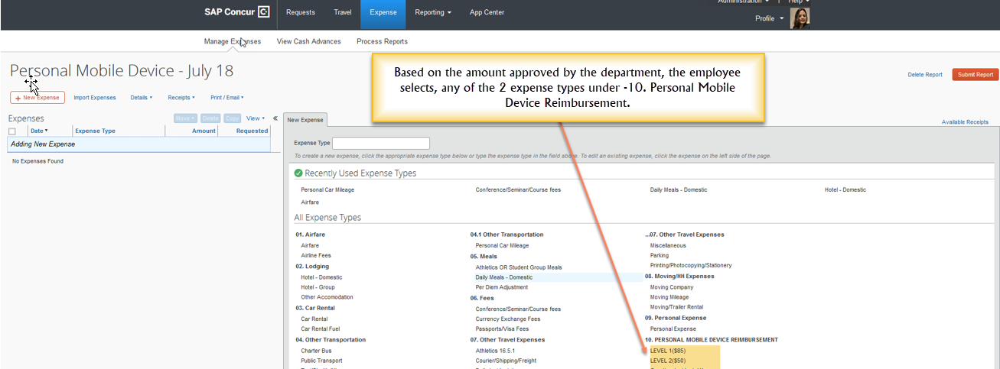 Administration | Help
SAP Concur C Requests Travel Expense Reporting App Center
Profile
Manage Expenses View Cash Advances Process Reports
Personal Mobile Device - July 18
Based on the amount approved by the department, the employee
selects, any of the 2 expense types under -10. Personal Mobile
Device Reimbursement.
Delete Report Submit Report
+ New Expense Import Expenses Details Receipts Print / Email
Expenses Move Delete Copy View «
New Expense
Available Receipts
Date Expense Type Amount Requested
Adding New Expense
No Expenses Found
Expense Type
To create a new expense, click the appropriate expense type below or type the expense type in the field above. To edit an existing expense, click the expense on the left side of the page.
Recently Used Expense Types
Personal Car Mileage Conference/Seminar/Course fees Daily Meals - Domestic Hotel - Domestic
Airfare
All Expense Types
01. Airfare
Airfare
Airline Fees
02. Lodging
Hotel - Domestic
Hotel - Group
Other Accomodation
03. Car Rental
Car Rental
Car Rental Fuel
04. Other Transportation
Charter Bus
Public Transport
04.1 Other Transportation
Personal Car Mileage
05. Meals
Athletics OR Student Group Meals
Daily Meals - Domestic
Per Diem Adjustment
06. Fees
Conference/Seminar/Course fees
Currency Exchange Fees
Passports/Visa Fees
07. Other Travel Expenses
Athletics 16.5.1
Courier/Shipping/Freight
...07. Other Travel Expenses
Miscellaneous
Parking
Printing/Photocopying/Stationery
08. Moving/HH Expenses
Moving Company
Moving Mileage
Moving/Trailer Rental
09. Personal Expense
Personal Expense
10. PERSONAL MOBILE DEVICE REIMBURSEMENT
LEVEL 1($85)
LEVEL 2($50)